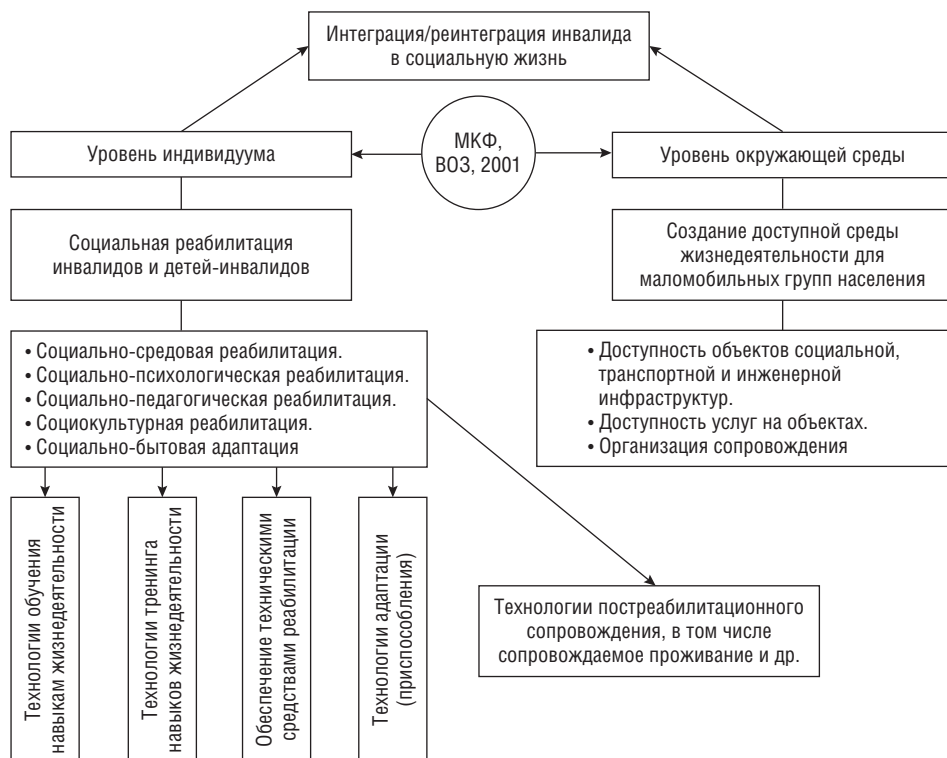 Интеграция/реинтеграция инвалида
в социальную жизнь
МКФ,
ВОЗ, 2001
Уровень индивидуума
Уровень окружающей среды
Социальная реабилитация
инвалидов и детей-инвалидов
Создание доступной среды
жизнедеятельности для
маломобильных групп населения
• Социально-средовая реабилитация.
• Социально-психологическая реабилитация.
• Социально-педагогическая реабилитация.
• Социокультурная реабилитация.
• Социально-бытовая адаптация
• Доступность объектов социальной,
транспортной и инженерной
инфраструктур.
• Доступность услуг на объектах.
• Организация сопровождения
Технологии обучения
навыкам жизнедеятельности
Технологии тренинга
навыков жизнедеятельности
Обеспечение техническими
средствами реабилитации
Технологии адаптации
(приспособления)
Технологии постреабилитационного
сопровождения, в том числе
сопровождаемое проживание и др.